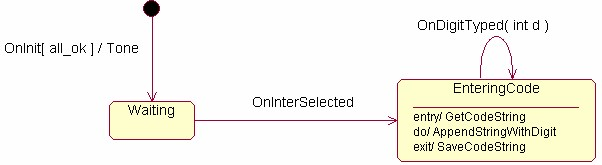 OnDigitTyped( int d )
OnInit[ all_ok ] / Tone
EnteringCode
OnInterSelected
Waiting
entry/ GetCodeString
do/ AppendStringWithDigit
exit/ SaveCodeString